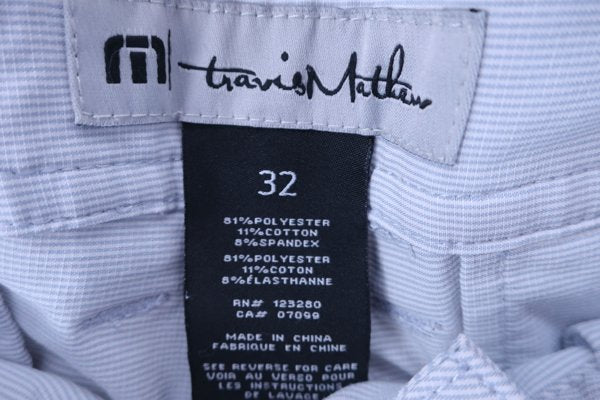 m travisMathew
32
81%POLYESTER
11%COTTON
8%SPANDEX
81%POLYESTER
11%COTON
8%ÉLASTHANNE
RN# 123280
CA# 07099
MADE IN CHINA
FABRIQUE EN CHINE
SEE REVERSE FOR CARE
VOIR AU VERSO POUR
LES INSTRUCTIONS
DE LAVAGE